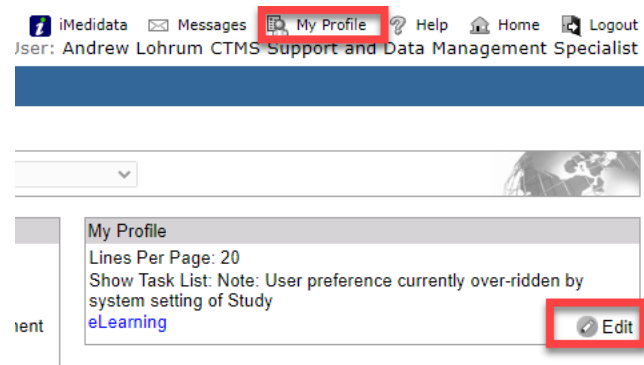 iMedidata Messages My Profile Help Home Logout
User: Andrew Lohrum CTMS Support and Data Management Specialist
My Profile
Lines Per Page: 20
Show Task List: Note: User preference currently over-ridden by
system setting of Study
eLearning
Edit